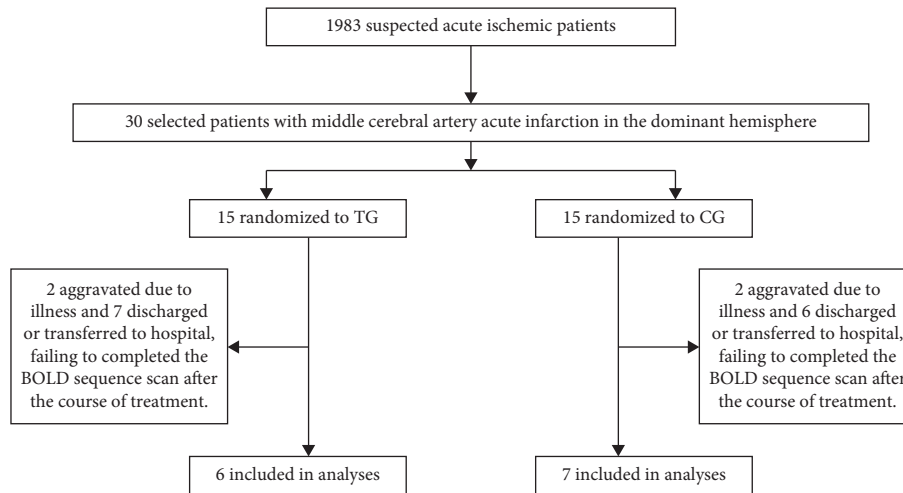 1983 suspected acute ischemic patients
30 selected patients with middle cerebral artery acute infarction in the dominant hemisphere
15 randomized to TG
15 randomized to CG
2 aggravated due to
illness and 7 discharged
or transferred to hospital,
failing to completed the
BOLD sequence scan after
the course of treatment.
2 aggravated due to
illness and 6 discharged
or transferred to hospital,
failing to completed the
BOLD sequence scan after
the course of treatment.
6 included in analyses
7 included in analyses